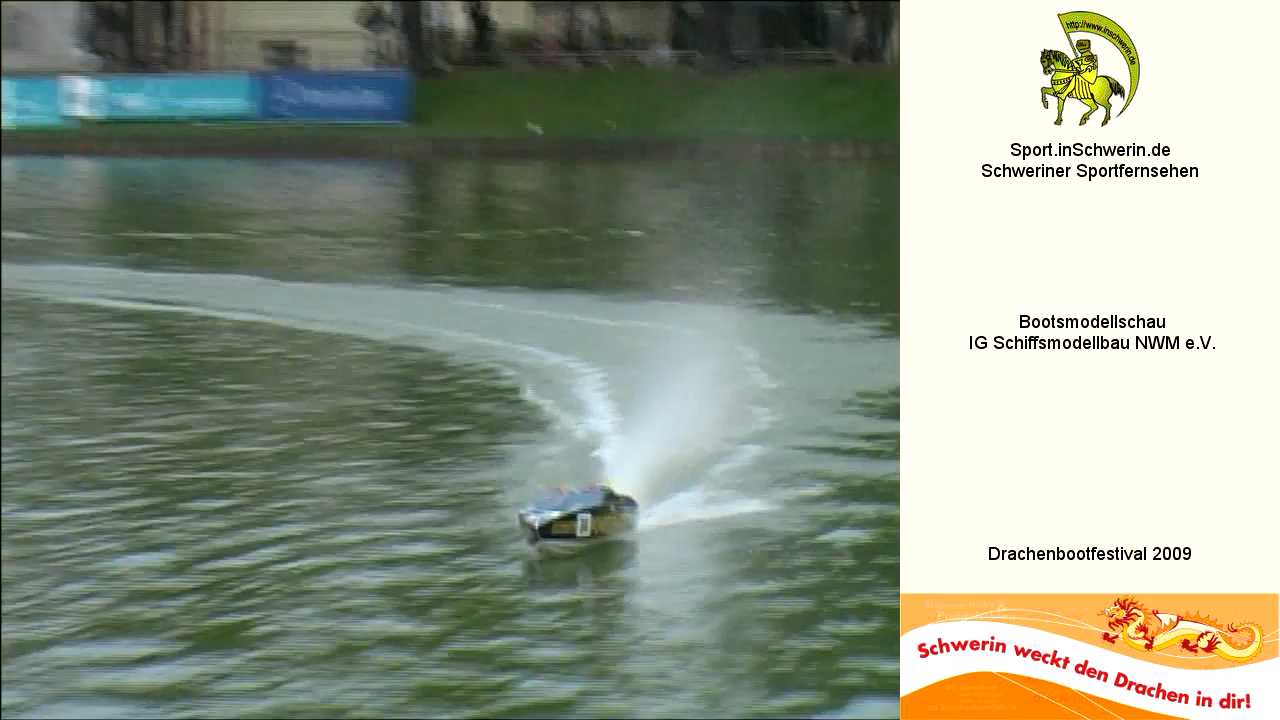 http://www.inschwerin.de
Sport.inSchwerin.de
Schweriner Sportfernsehen
Bootsmodellschau
IG Schiffsmodellbau NWM e.V.
Drachenbootfestival 2009
Schwerin weckt den Drachen in dir!